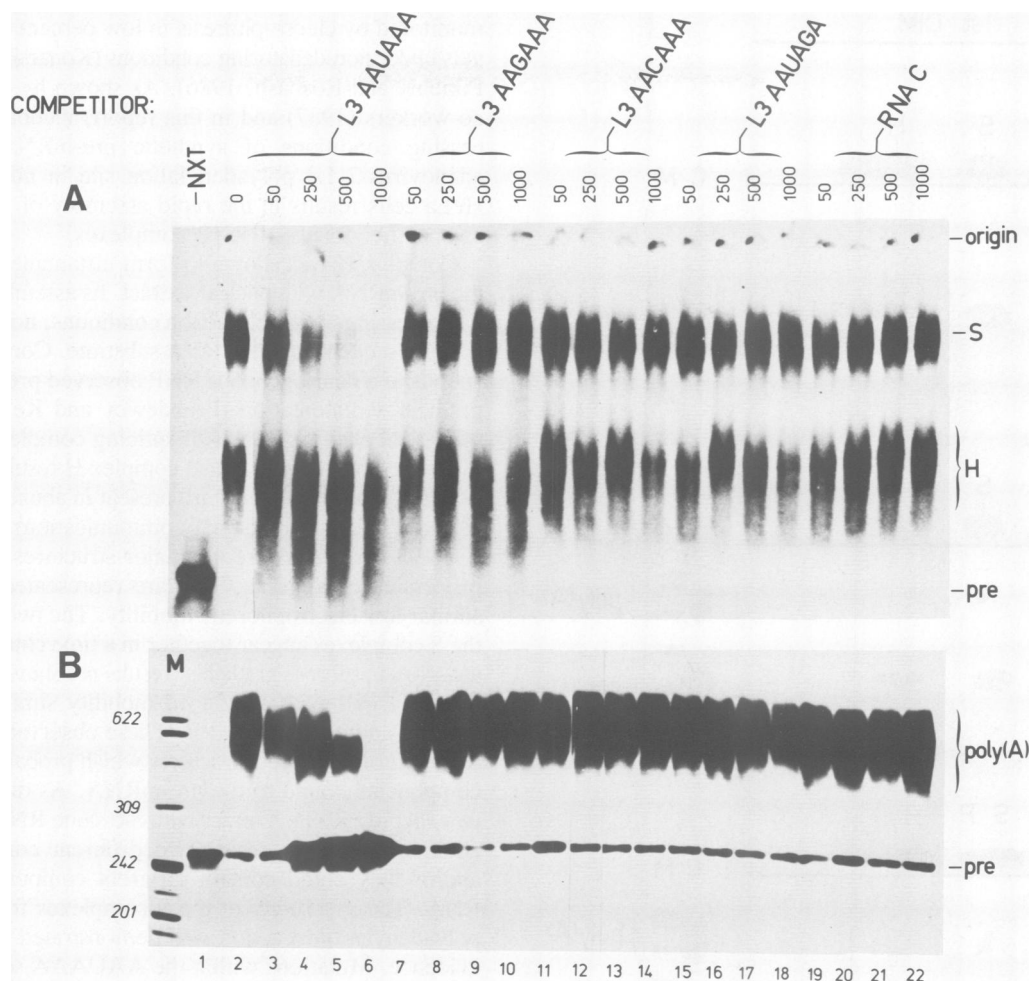 COMPETITOR:
L3 AAUAAA
L3 AAGAAA
L3 AACAAA
L3 AAUAGA
RNA C
–NXT 0 50 250 500 1000 50 250 500 1000 50 250 500 1000 50 250 500 1000 50 250 500 1000
A
origin
S
H
pre
B
M
622
309
242
201
poly(A)
pre
1 2 3 4 5 6 7 8 9 10 11 12 13 14 15 16 17 18 19 20 21 22